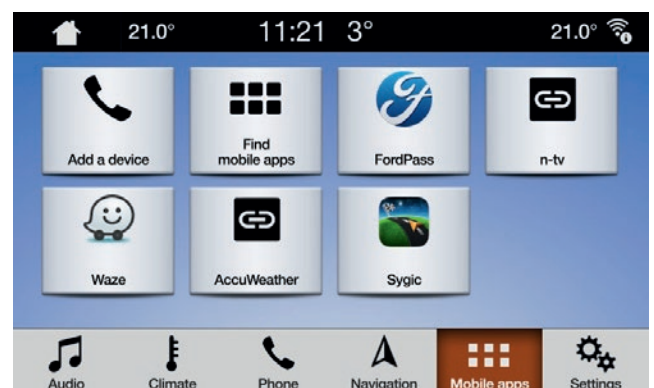 21.0° 11:21 3° 21.0°
Add a device
Find
mobile apps
FordPass
n-tv
Waze
AccuWeather
Sygic
Audio Climate Phone Navigation Mobile apps Settings